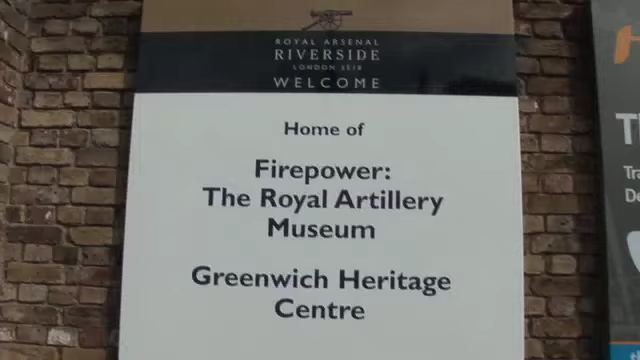 ROYAL ARSENAL
RIVERSIDE
LONDON SE18
WELCOME
Home of
Firepower:
The Royal Artillery
Museum
Greenwich Heritage
Centre